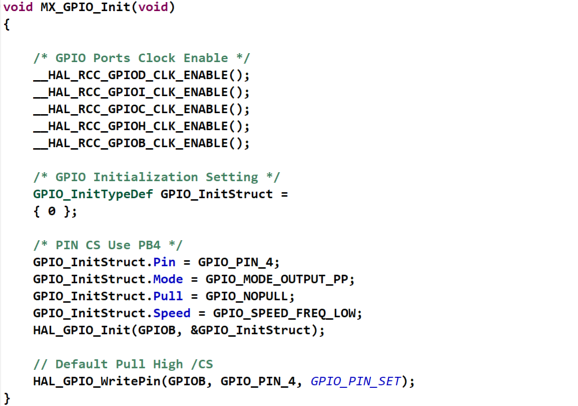 void MX_GPIO_Init(void)
{
/* GPIO Ports Clock Enable */
__HAL_RCC_GPIOD_CLK_ENABLE();
__HAL_RCC_GPIOI_CLK_ENABLE();
__HAL_RCC_GPIOC_CLK_ENABLE();
__HAL_RCC_GPIOH_CLK_ENABLE();
__HAL_RCC_GPIOB_CLK_ENABLE();
/* GPIO Initialization Setting */
GPIO_InitTypeDef GPIO_InitStruct =
{ 0 };
/* PIN CS Use PB4 */
GPIO_InitStruct.Pin = GPIO_PIN_4;
GPIO_InitStruct.Mode = GPIO_MODE_OUTPUT_PP;
GPIO_InitStruct.Pull = GPIO_NOPULL;
GPIO_InitStruct.Speed = GPIO_SPEED_FREQ_LOW;
HAL_GPIO_Init(GPIOB, &GPIO_InitStruct);
// Default Pull High /CS
HAL_GPIO_WritePin(GPIOB, GPIO_PIN_4, GPIO_PIN_SET);
}